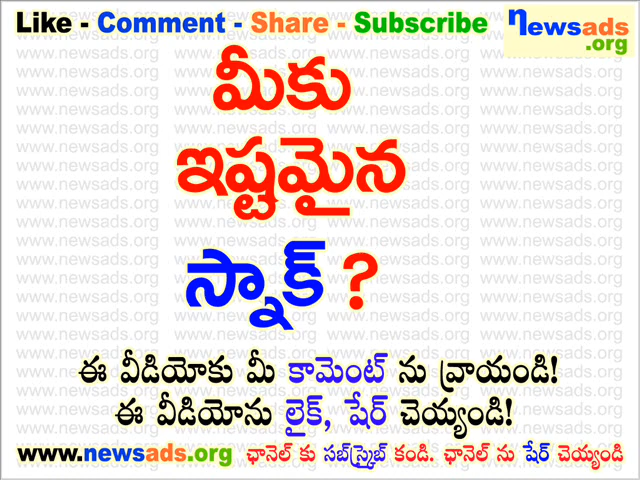 Like - Comment - Share - Subscribe
newsads
.org
మీకు
ఇష్టమైన
స్నాక్ ?
ఈ వీడియోకు మీ కామెంట్ ను వ్రాయండి!
ఈ వీడియోను లైక్, షేర్ చెయ్యండి!
www.newsads.org ఛానెల్ కు సబ్‌స్క్రైబ్ కండి. ఛానెల్ ను షేర్ చెయ్యండి